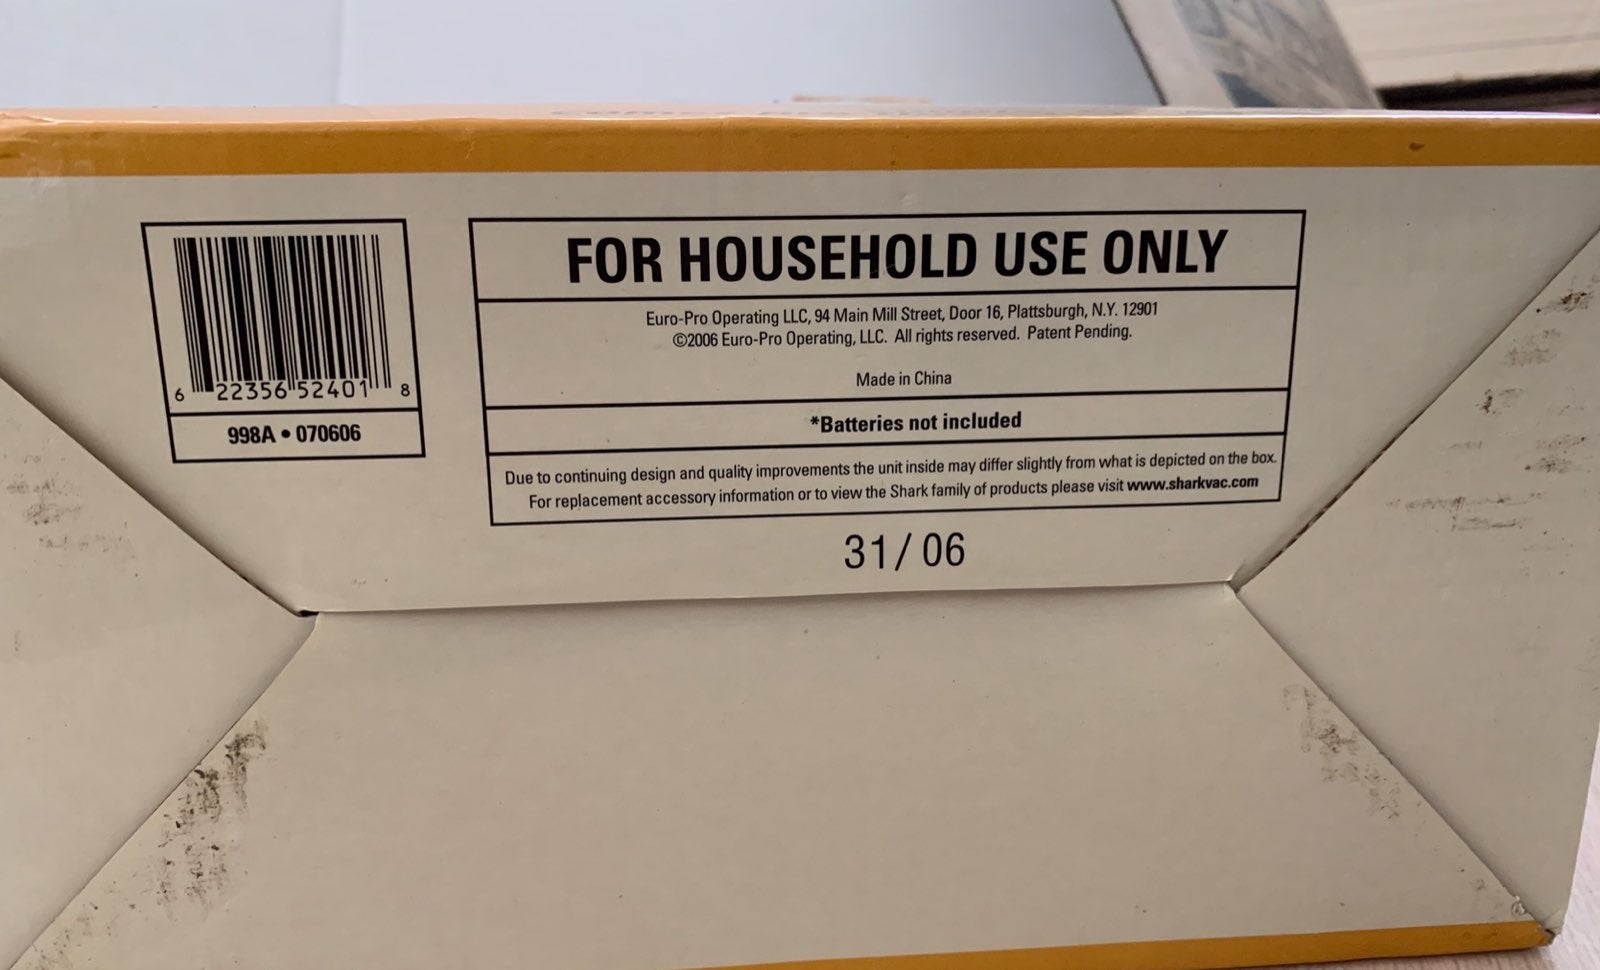 FOR HOUSEHOLD USE ONLY
Euro-Pro Operating LLC, 94 Main Mill Street, Door 16, Plattsburgh, N.Y. 12901
©2006 Euro-Pro Operating, LLC. All rights reserved. Patent Pending.
Made in China
*Batteries not included
Due to continuing design and quality improvements the unit inside may differ slightly from what is depicted on the box.
For replacement accessory information or to view the Shark family of products please visit www.sharkvac.com
6 22356 52401 8
998A • 070606
31/ 06